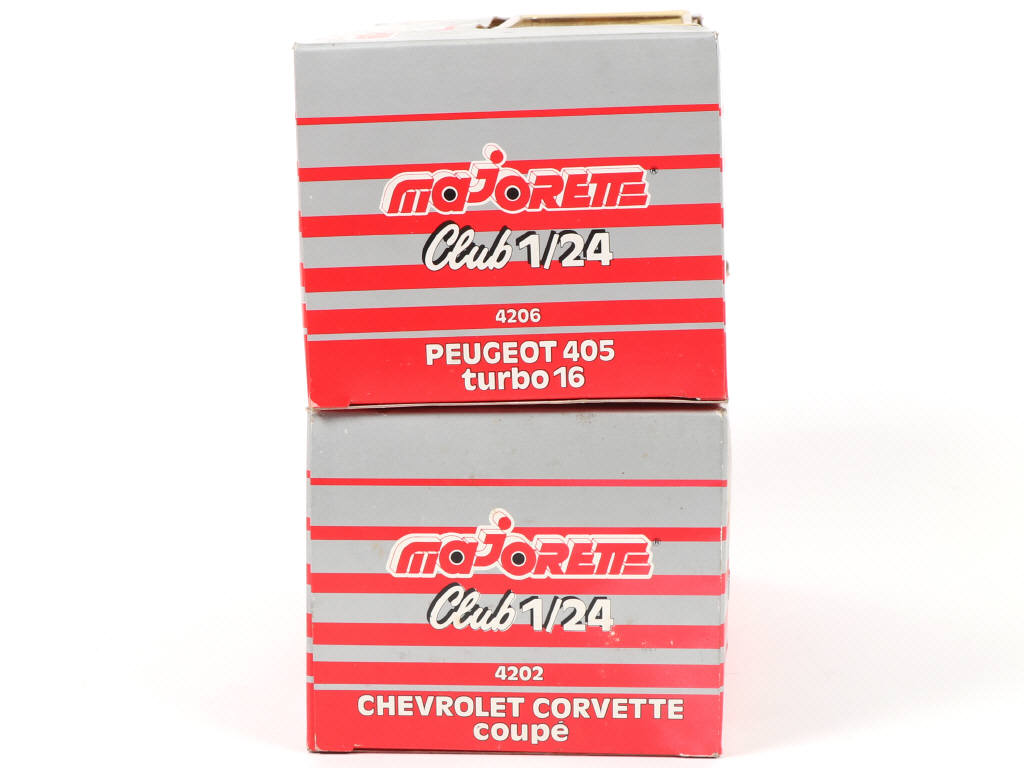 majorette®
Club 1/24
4206
PEUGEOT 405
turbo 16
majorette®
Club 1/24
4202
CHEVROLET CORVETTE
coupé